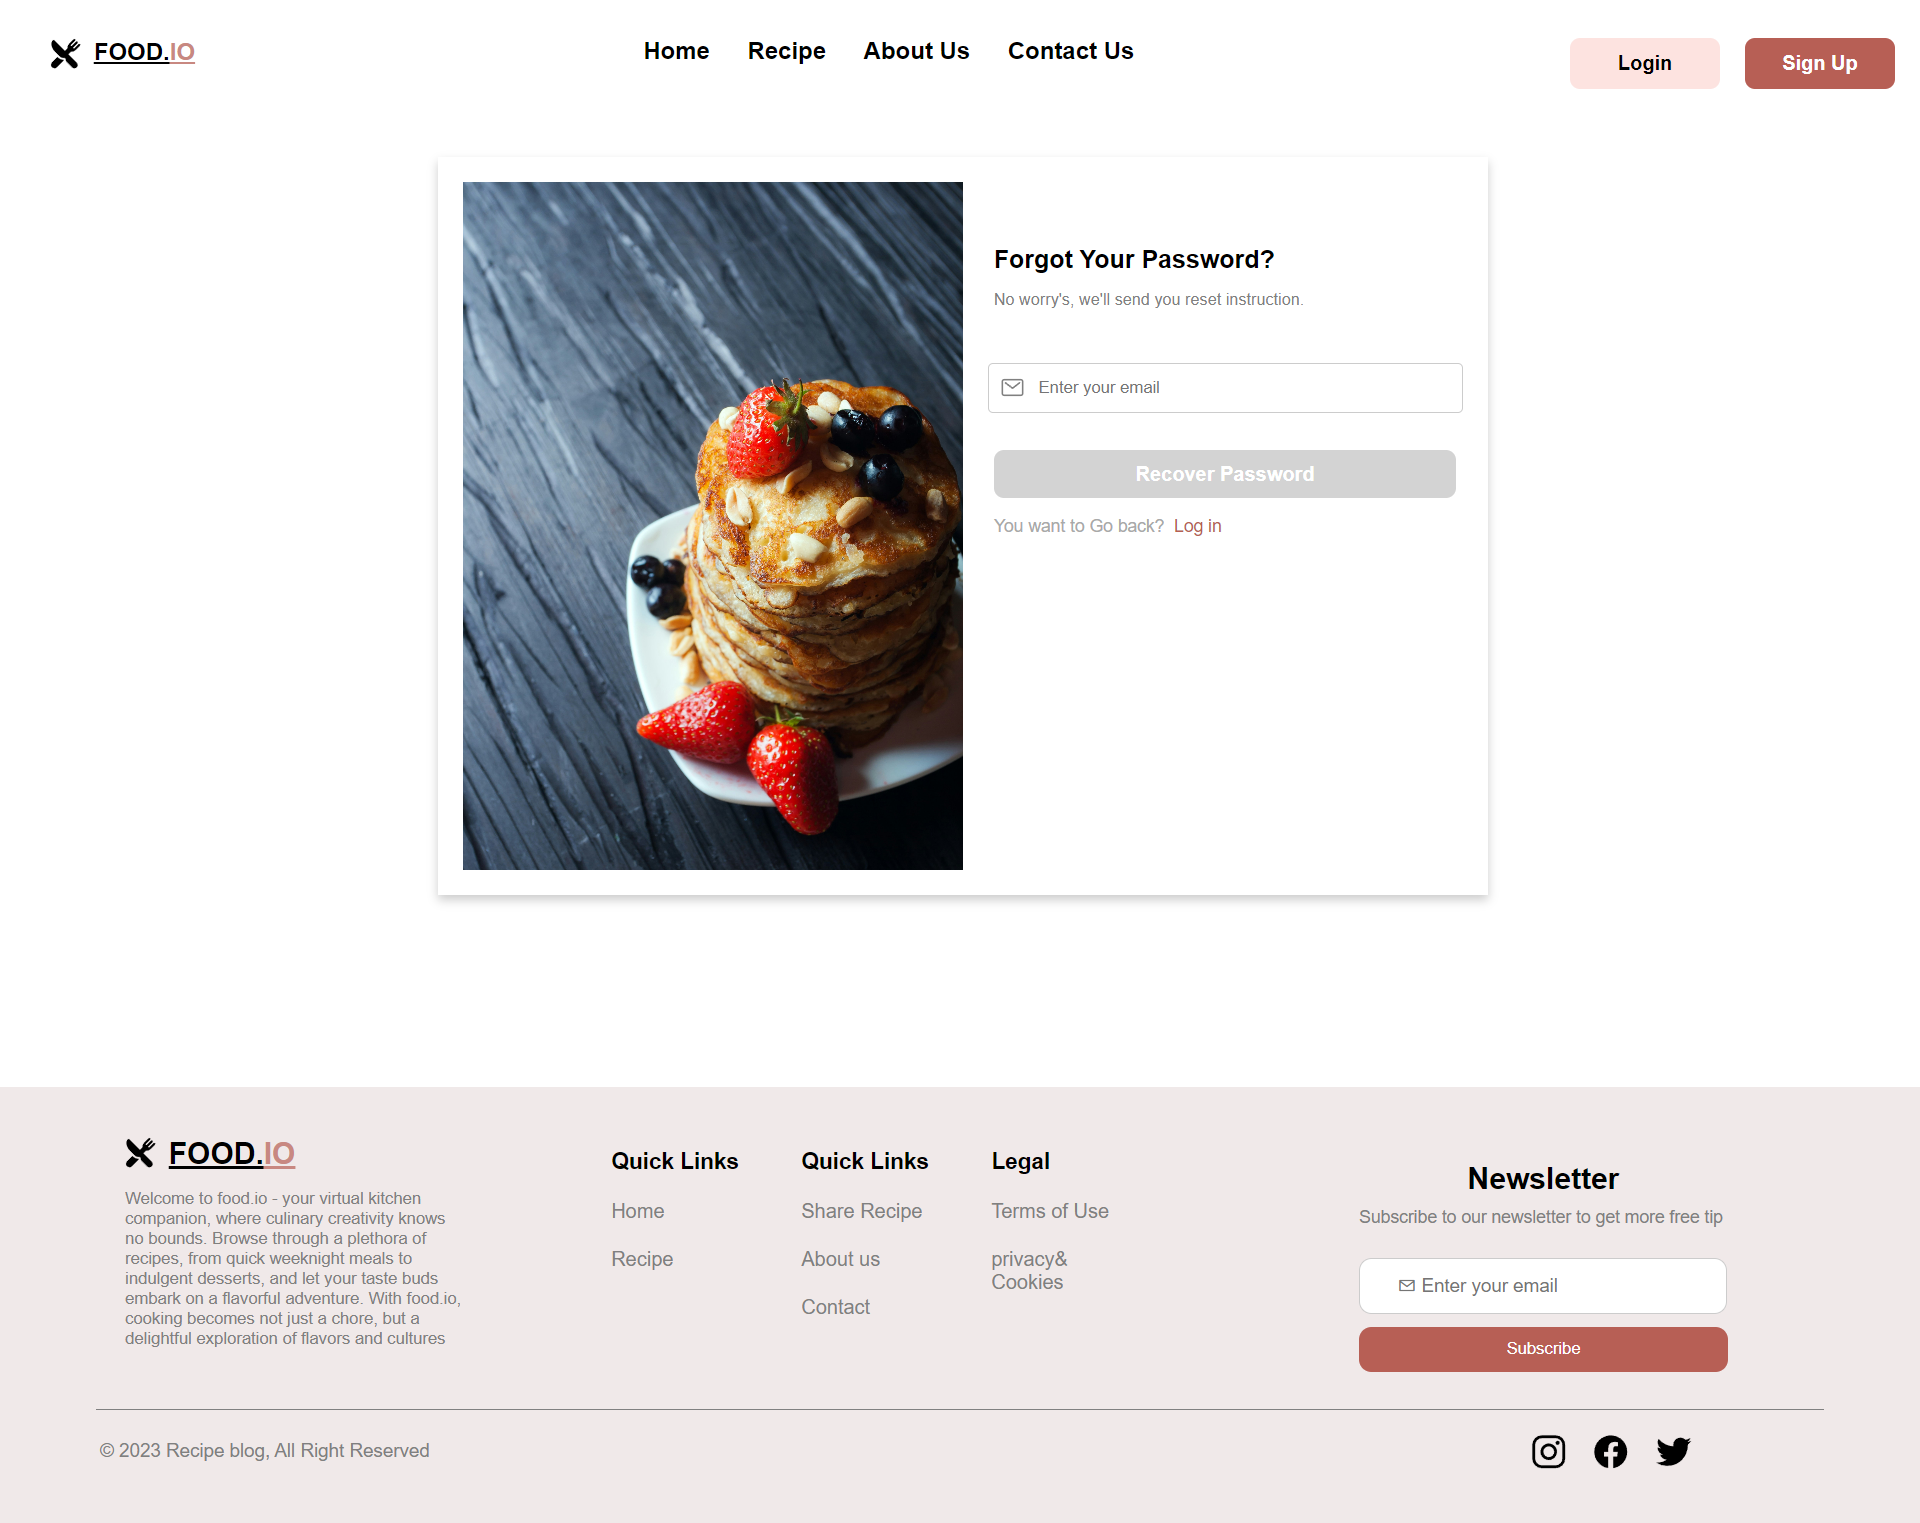 FOOD.IO
Home
Recipe
About Us
Contact Us
Login
Sign Up
Forgot Your Password?
No worry's, we'll send you reset instruction.
Enter your email
Recover Password
You want to Go back? Log in
FOOD.IO
Welcome to food.io - your virtual kitchen
companion, where culinary creativity knows
no bounds. Browse through a plethora of
recipes, from quick weeknight meals to
indulgent desserts, and let your taste buds
embark on a flavorful adventure. With food.io,
cooking becomes not just a chore, but a
delightful exploration of flavors and cultures
Quick Links
Home
Recipe
Quick Links
Share Recipe
About us
Contact
Legal
Terms of Use
privacy&
Cookies
Newsletter
Subscribe to our newsletter to get more free tip
Enter your email
Subscribe
© 2023 Recipe blog, All Right Reserved